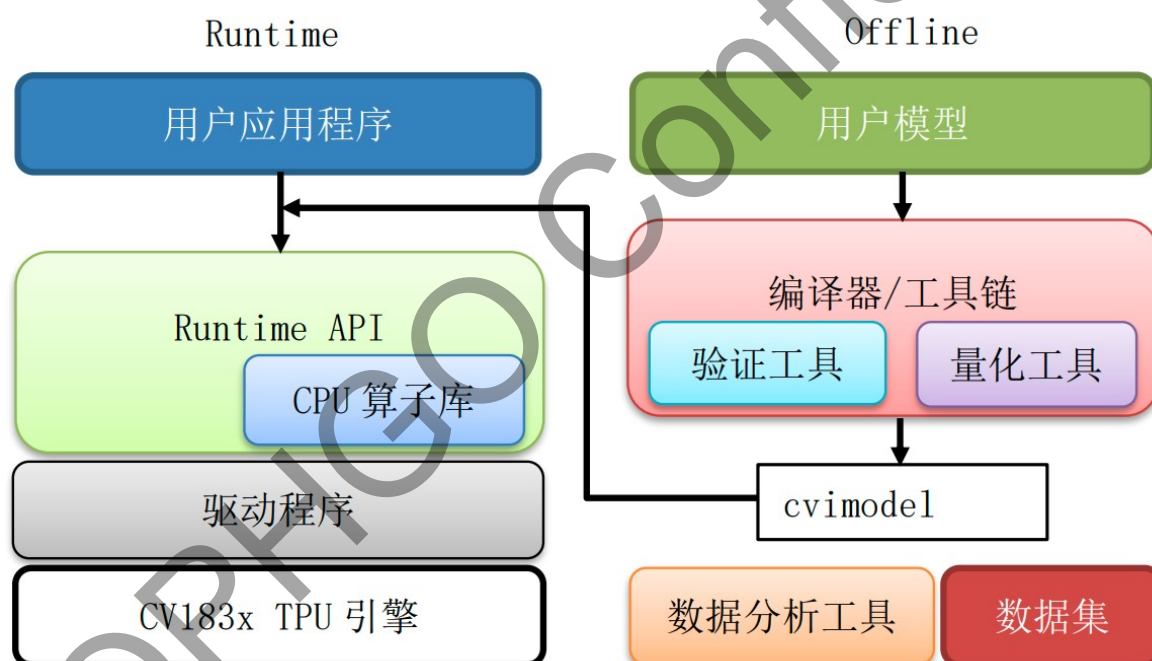 Runtime
用户应用程序
Runtime API
CPU 算子库
驱动程序
CV183x TPU 引擎
Offline
用户模型
编译器/工具链
验证工具
量化工具
cvimodel
数据分析工具
数据集
OPHGO Confi